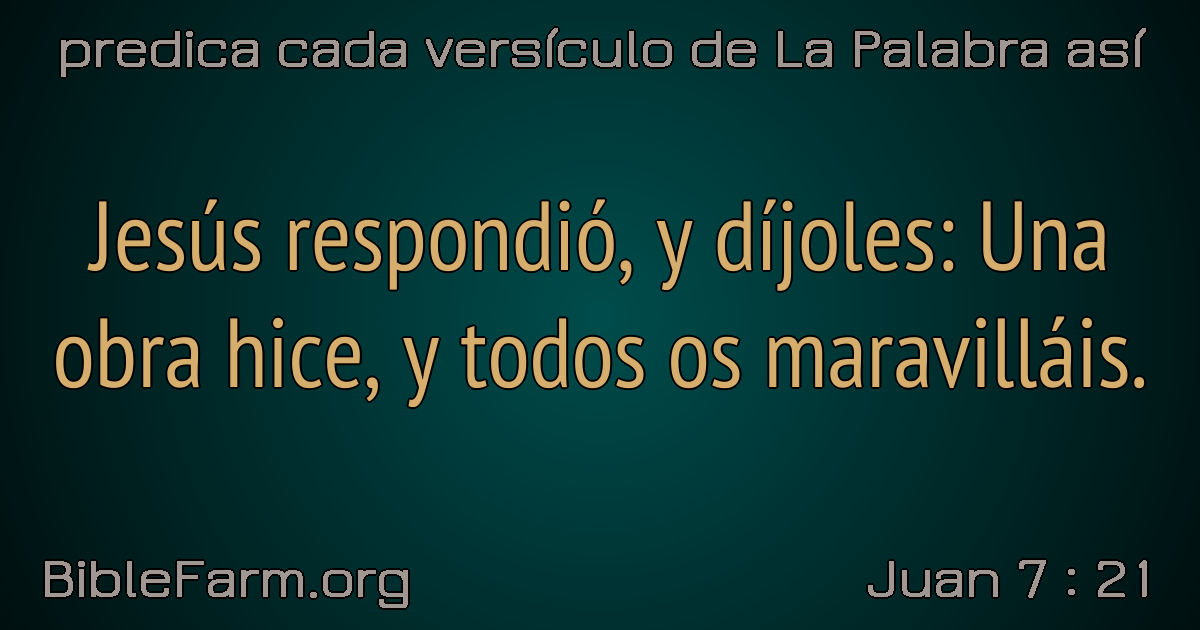 predica cada versículo de La Palabra así
Jesús respondió, y díjoles: Una
obra hice, y todos os maravilláis.
BibleFarm.org
Juan 7 : 21